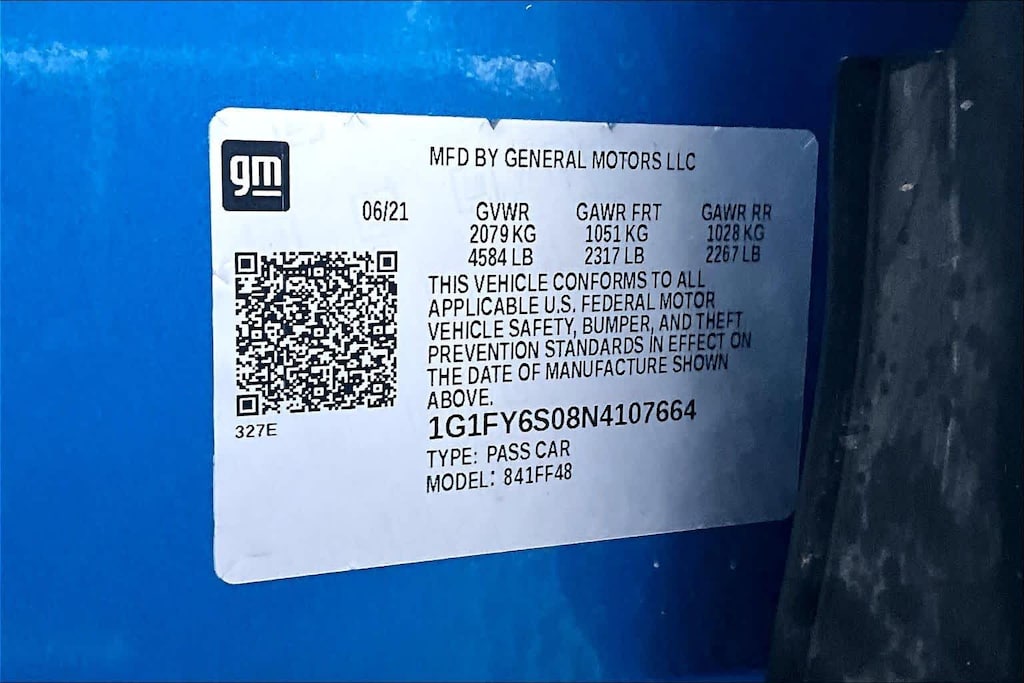 gm
MFD BY GENERAL MOTORS LLC
06/21 GVWR GAWR FRT GAWR RR
2079 KG 1051 KG 1028 KG
4584 LB 2317 LB 2267 LB
THIS VEHICLE CONFORMS TO ALL
APPLICABLE U.S. FEDERAL MOTOR
VEHICLE SAFETY, BUMPER, AND THEFT
PREVENTION STANDARDS IN EFFECT ON
THE DATE OF MANUFACTURE SHOWN
ABOVE.
327E
1G1FY6S08N4107664
TYPE: PASS CAR
MODEL: 841FF48